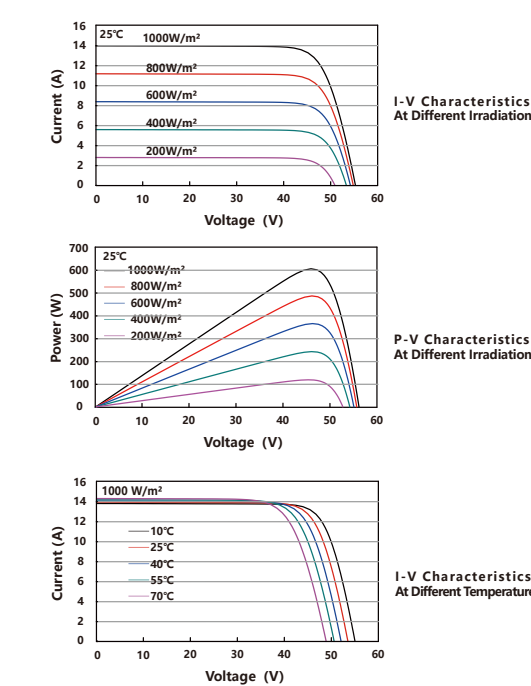 16
14
12
10
8
6
4
2
0
Current (A)
25℃
1000W/m²
800W/m²
600W/m²
400W/m²
200W/m²
0 10 20 30 40 50 60
Voltage (V)
I-V Characteristics
At Different Irradiation
700
600
500
400
300
200
100
0
Power (W)
25℃
1000W/m²
800W/m²
600W/m²
400W/m²
200W/m²
0 10 20 30 40 50 60
Voltage (V)
P-V Characteristics
At Different Irradiation
16
14
12
10
8
6
4
2
0
Current (A)
1000 W/m²
10℃
25℃
40℃
55℃
70℃
0 10 20 30 40 50 60
Voltage (V)
I-V Characteristics
At Different Temperature